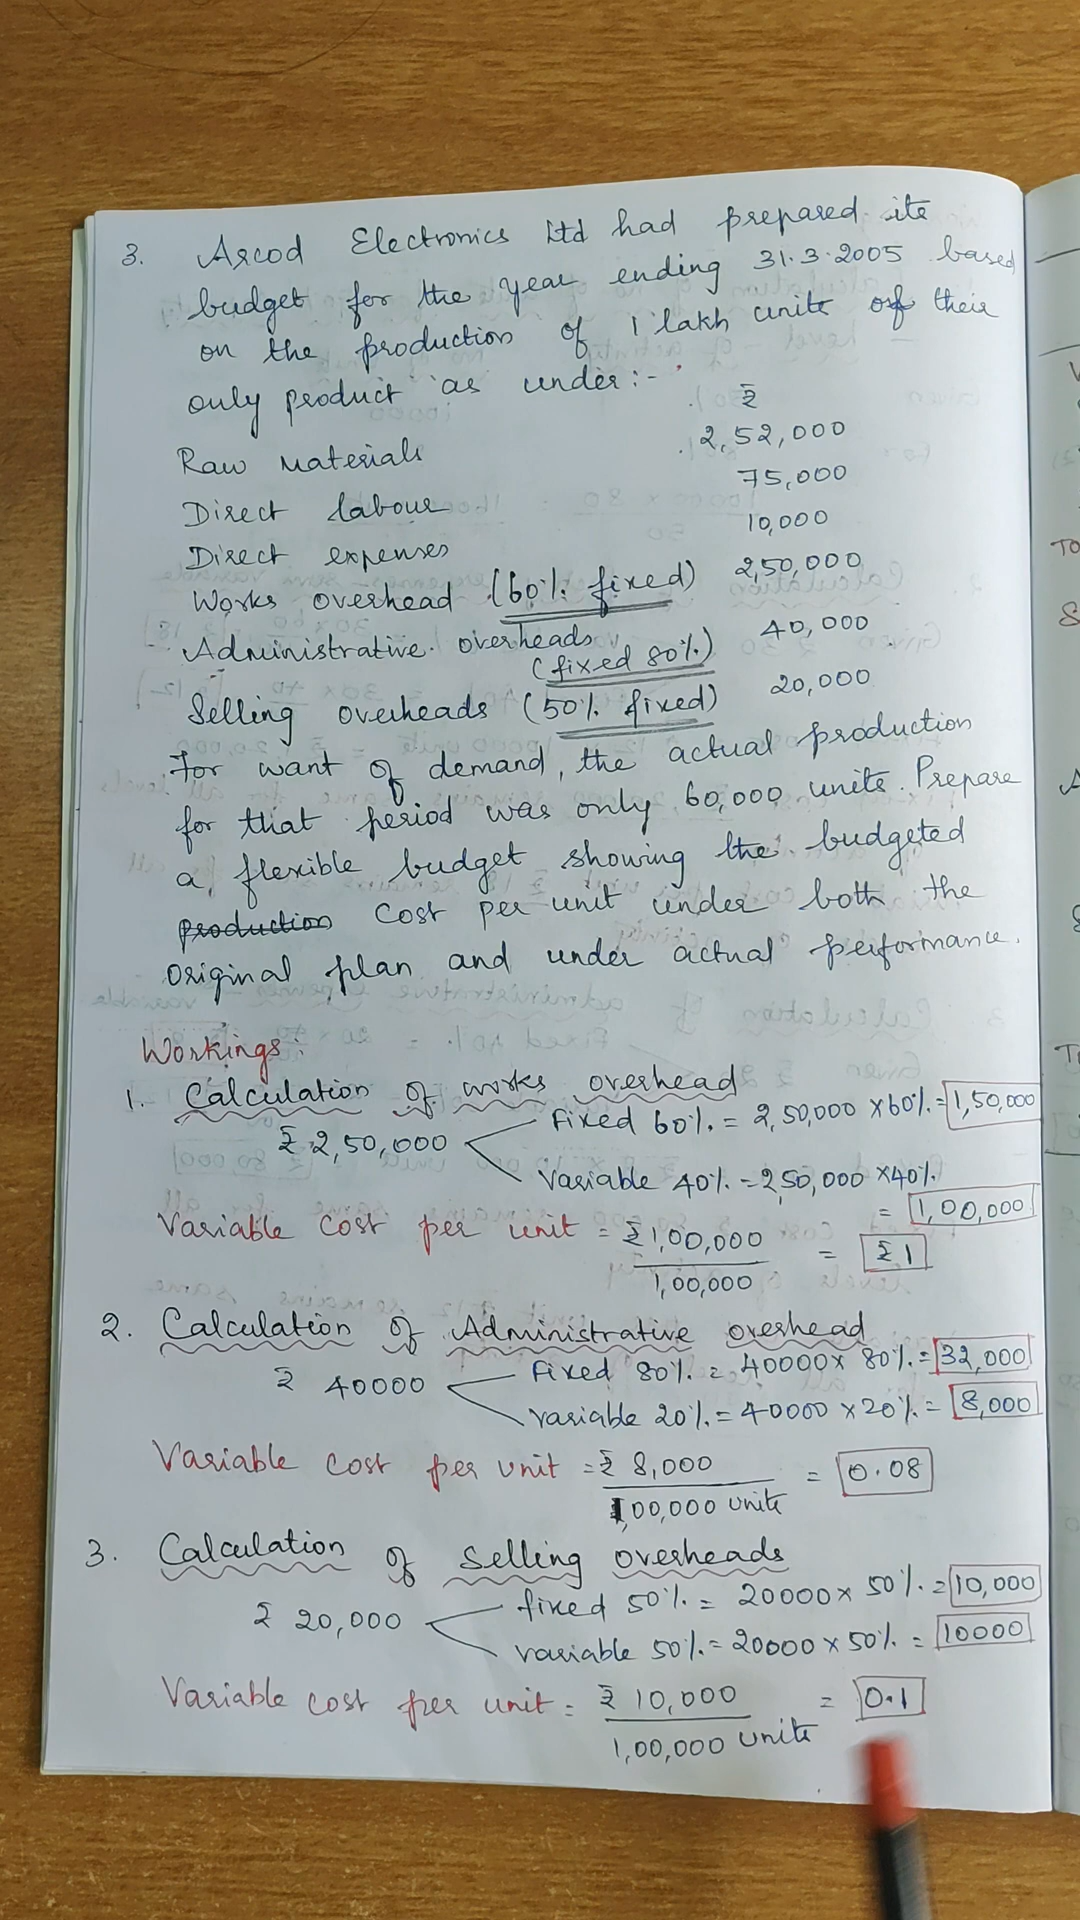 3. Arcod Electronics Ltd had prepared its
budget for the year ending 31.3.2005 based
on the production of 1 lakh units of their
only product as under:-
₹
Raw Materials 2,52,000
Direct labour 75,000
Direct expenses 10,000
Works overhead (60% fixed) 2,50,000
Administrative overheads 40,000
(fixed 80%)
Selling overheads (50% fixed) 20,000
For want of demand, the actual production
for that period was only 60,000 units. Prepare
a flexible budget showing the budgeted
production cost per unit under both the
original plan and under actual performance.
Workings:
1. Calculation of works overhead
₹ 2,50,000 Fixed 60% = 2,50,000 ×60% = 1,50,000
Variable 40% = 2,50,000 ×40%
= 1,00,000
Variable cost per unit = ₹1,00,000
1,00,000
= ₹1
2. Calculation of Administrative overhead
₹ 40000 Fixed 80% = 40000× 80% = 32,000
Variable 20% = 40000 ×20% = 8,000
Variable cost per unit = ₹ 8,000
1,00,000 units
= 0.08
3. Calculation of Selling overheads
₹ 20,000 fixed 50% = 20000× 50% = 10,000
variable 50% = 20000 × 50% = 10000
Variable cost per unit = ₹ 10,000
1,00,000 units
= 0.1